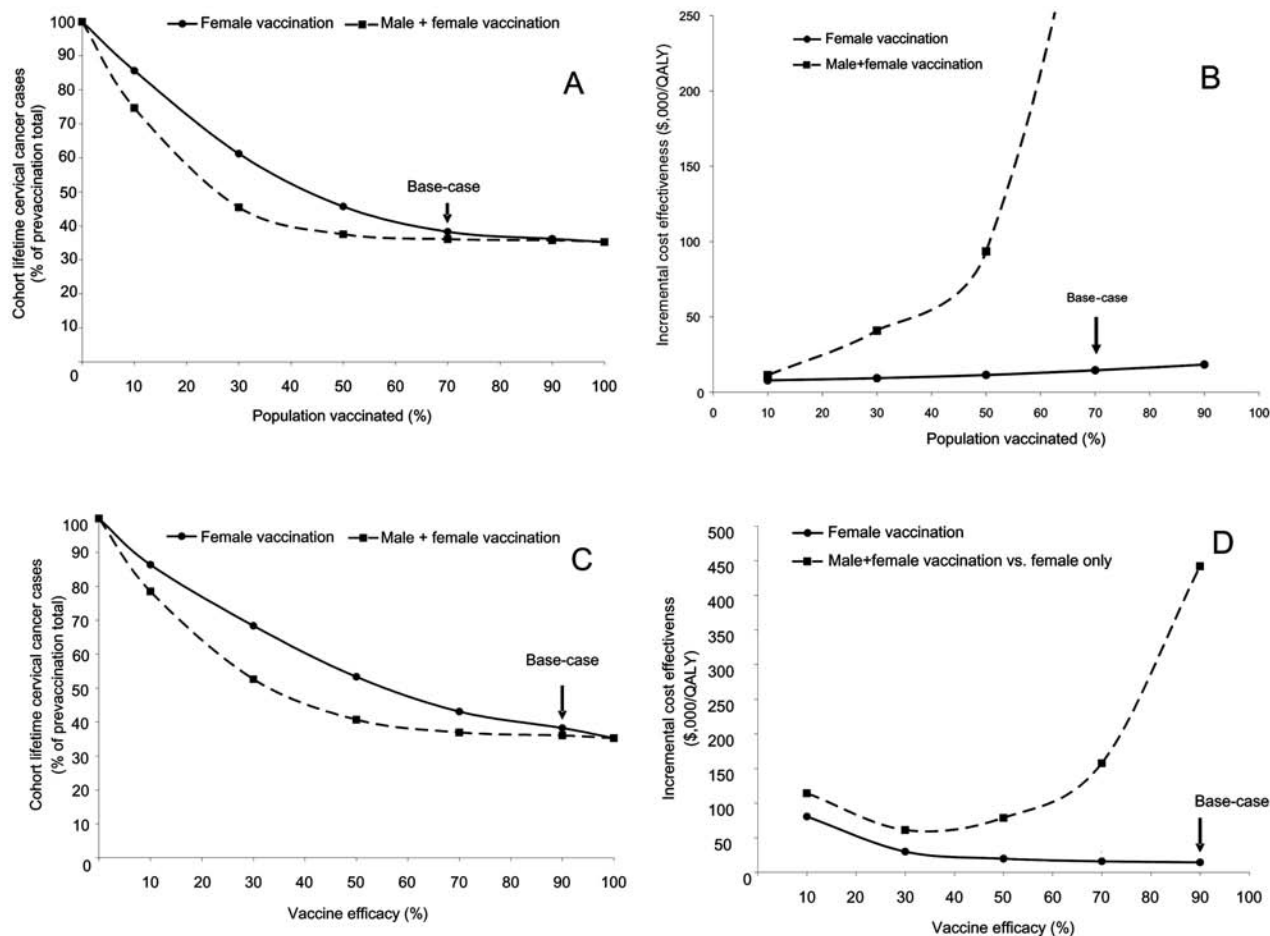 Female vaccination
Male + female vaccination
A
Base-case
Cohort lifetime cervical cancer cases
(% of prevaccination total)
100
90
80
70
60
50
40
30
20
10
0
10 20 30 40 50 60 70 80 90 100
Population vaccinated (%)
Female vaccination
Male+female vaccination
B
Base-case
Incremental cost effectiveness ($,000/QALY)
250
200
150
100
50
0
0 10 20 30 40 50 60 70 80 90 100
Population vaccinated (%)
Female vaccination
Male + female vaccination
C
Base-case
Cohort lifetime cervical cancer cases
(% of prevaccination total)
100
90
80
70
60
50
40
30
20
10
0
10 20 30 40 50 60 70 80 90 100
Vaccine efficacy (%)
Female vaccination
Male+female vaccination vs. female only
D
Base-case
Incremental cost effectivenss
($,000/QALY)
500
450
400
350
300
250
200
150
100
50
0
10 20 30 40 50 60 70 80 90 100
Vaccine efficacy (%)